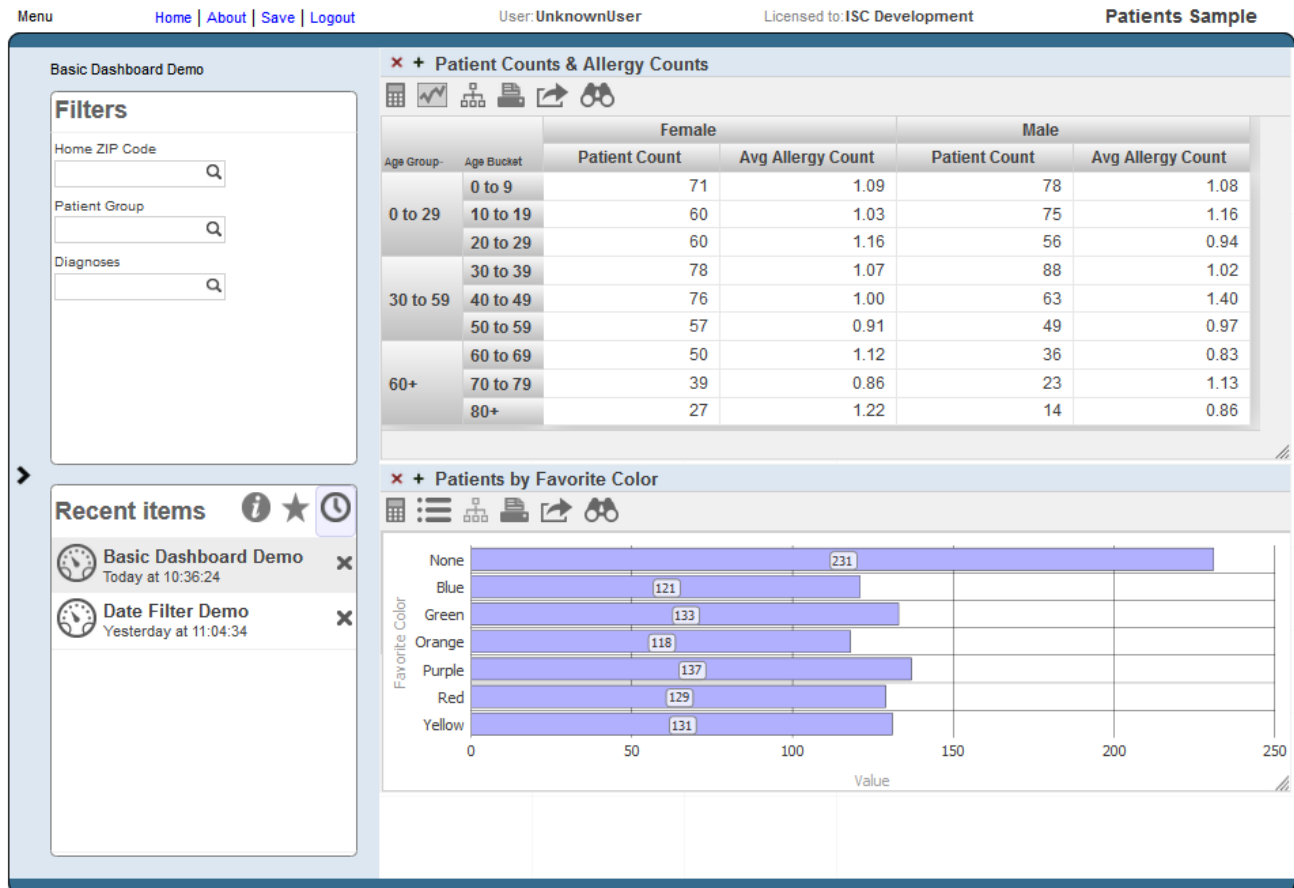 Menu Home | About | Save | Logout User:UnknownUser Licensed to:ISC Development Patients Sample
Basic Dashboard Demo
Filters
Home ZIP Code
Patient Group
Diagnoses
Recent items
Basic Dashboard Demo
Today at 10:36:24
Date Filter Demo
Yesterday at 11:04:34
Patient Counts & Allergy Counts
Female Male
Age Group- Age Bucket Patient Count Avg Allergy Count Patient Count Avg Allergy Count
0 to 9 71 1.09 78 1.08
0 to 29 10 to 19 60 1.03 75 1.16
20 to 29 60 1.16 56 0.94
30 to 39 78 1.07 88 1.02
30 to 59 40 to 49 76 1.00 63 1.40
50 to 59 57 0.91 49 0.97
60 to 69 50 1.12 36 0.83
60+ 70 to 79 39 0.86 23 1.13
80+ 27 1.22 14 0.86
Patients by Favorite Color
Favorite Color
None 231
Blue 121
Green 133
Orange 118
Purple 137
Red 129
Yellow 131
0 50 100 150 200 250
Value